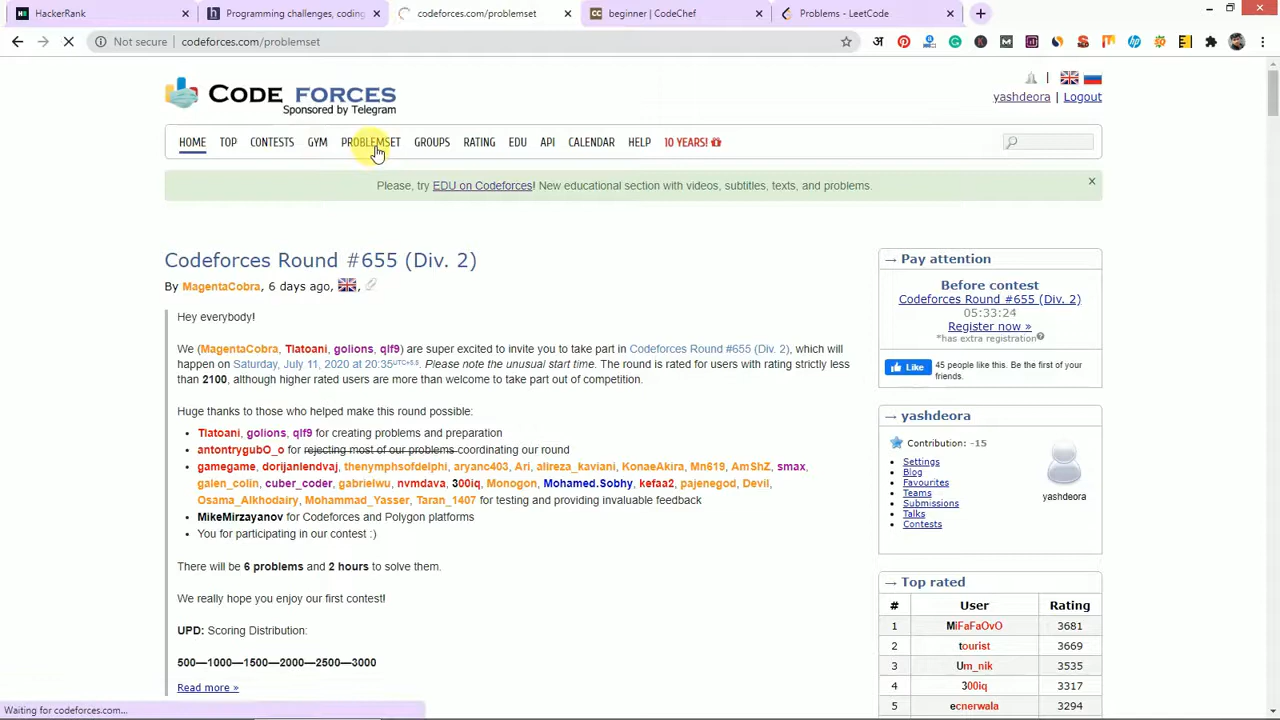 HackerRank
Programming challenges, coding
codeforces.com/problemset
beginner | CodeChef
Problems - LeetCode
Not secure | codeforces.com/problemset
CODE FORCES
Sponsored by Telegram
yashdeora | Logout
HOME TOP CONTESTS GYM PROBLEMSET GROUPS RATING EDU API CALENDAR HELP 10 YEARS!
Please, try EDU on Codeforces! New educational section with videos, subtitles, texts, and problems.
Codeforces Round #655 (Div. 2)
By MagentaCobra, 6 days ago,
Hey everybody!
We (MagentaCobra, Tlatoani, golions, qlf9) are super excited to invite you to take part in Codeforces Round #655 (Div. 2), which will
happen on Saturday, July 11, 2020 at 20:35UTC+5.5. Please note the unusual start time. The round is rated for users with rating strictly less
than 2100, although higher rated users are more than welcome to take part out of competition.
Huge thanks to those who helped make this round possible:
• Tlatoani, golions, qlf9 for creating problems and preparation
• antontrygubO_o for rejecting most of our problems coordinating our round
• gamegame, dorijanlendvaj, thenymphsofdelphi, aryanc403, Ari, alireza_kaviani, KonaeAkira, Mn619, AmShZ, smax,
galen_colin, cuber_coder, gabrielwu, nvmdava, 300iq, Monogon, Mohamed.Sobhy, kefaa2, pajenegod, Devil,
Osama_Alkhodairy, Mohammad_Yasser, Taran_1407 for testing and providing invaluable feedback
• MikeMirzayanov for Codeforces and Polygon platforms
• You for participating in our contest :)
There will be 6 problems and 2 hours to solve them.
We really hope you enjoy our first contest!
UPD: Scoring Distribution:
500—1000—1500—2000—2500—3000
Read more »
→ Pay attention
Before contest
Codeforces Round #655 (Div. 2)
05:33:24
Register now »
*has extra registration
Like
45 people like this. Be the first of your
friends.
→ yashdeora
Contribution: -15
• Settings
• Blog
• Favourites
• Teams
• Submissions
• Talks
• Contests
yashdeora
→ Top rated
# User Rating
1 MiFaFaOvO 3681
2 tourist 3669
3 Um_nik 3535
4 300iq 3317
5 ecnerwala 3294
Waiting for codeforces.com...